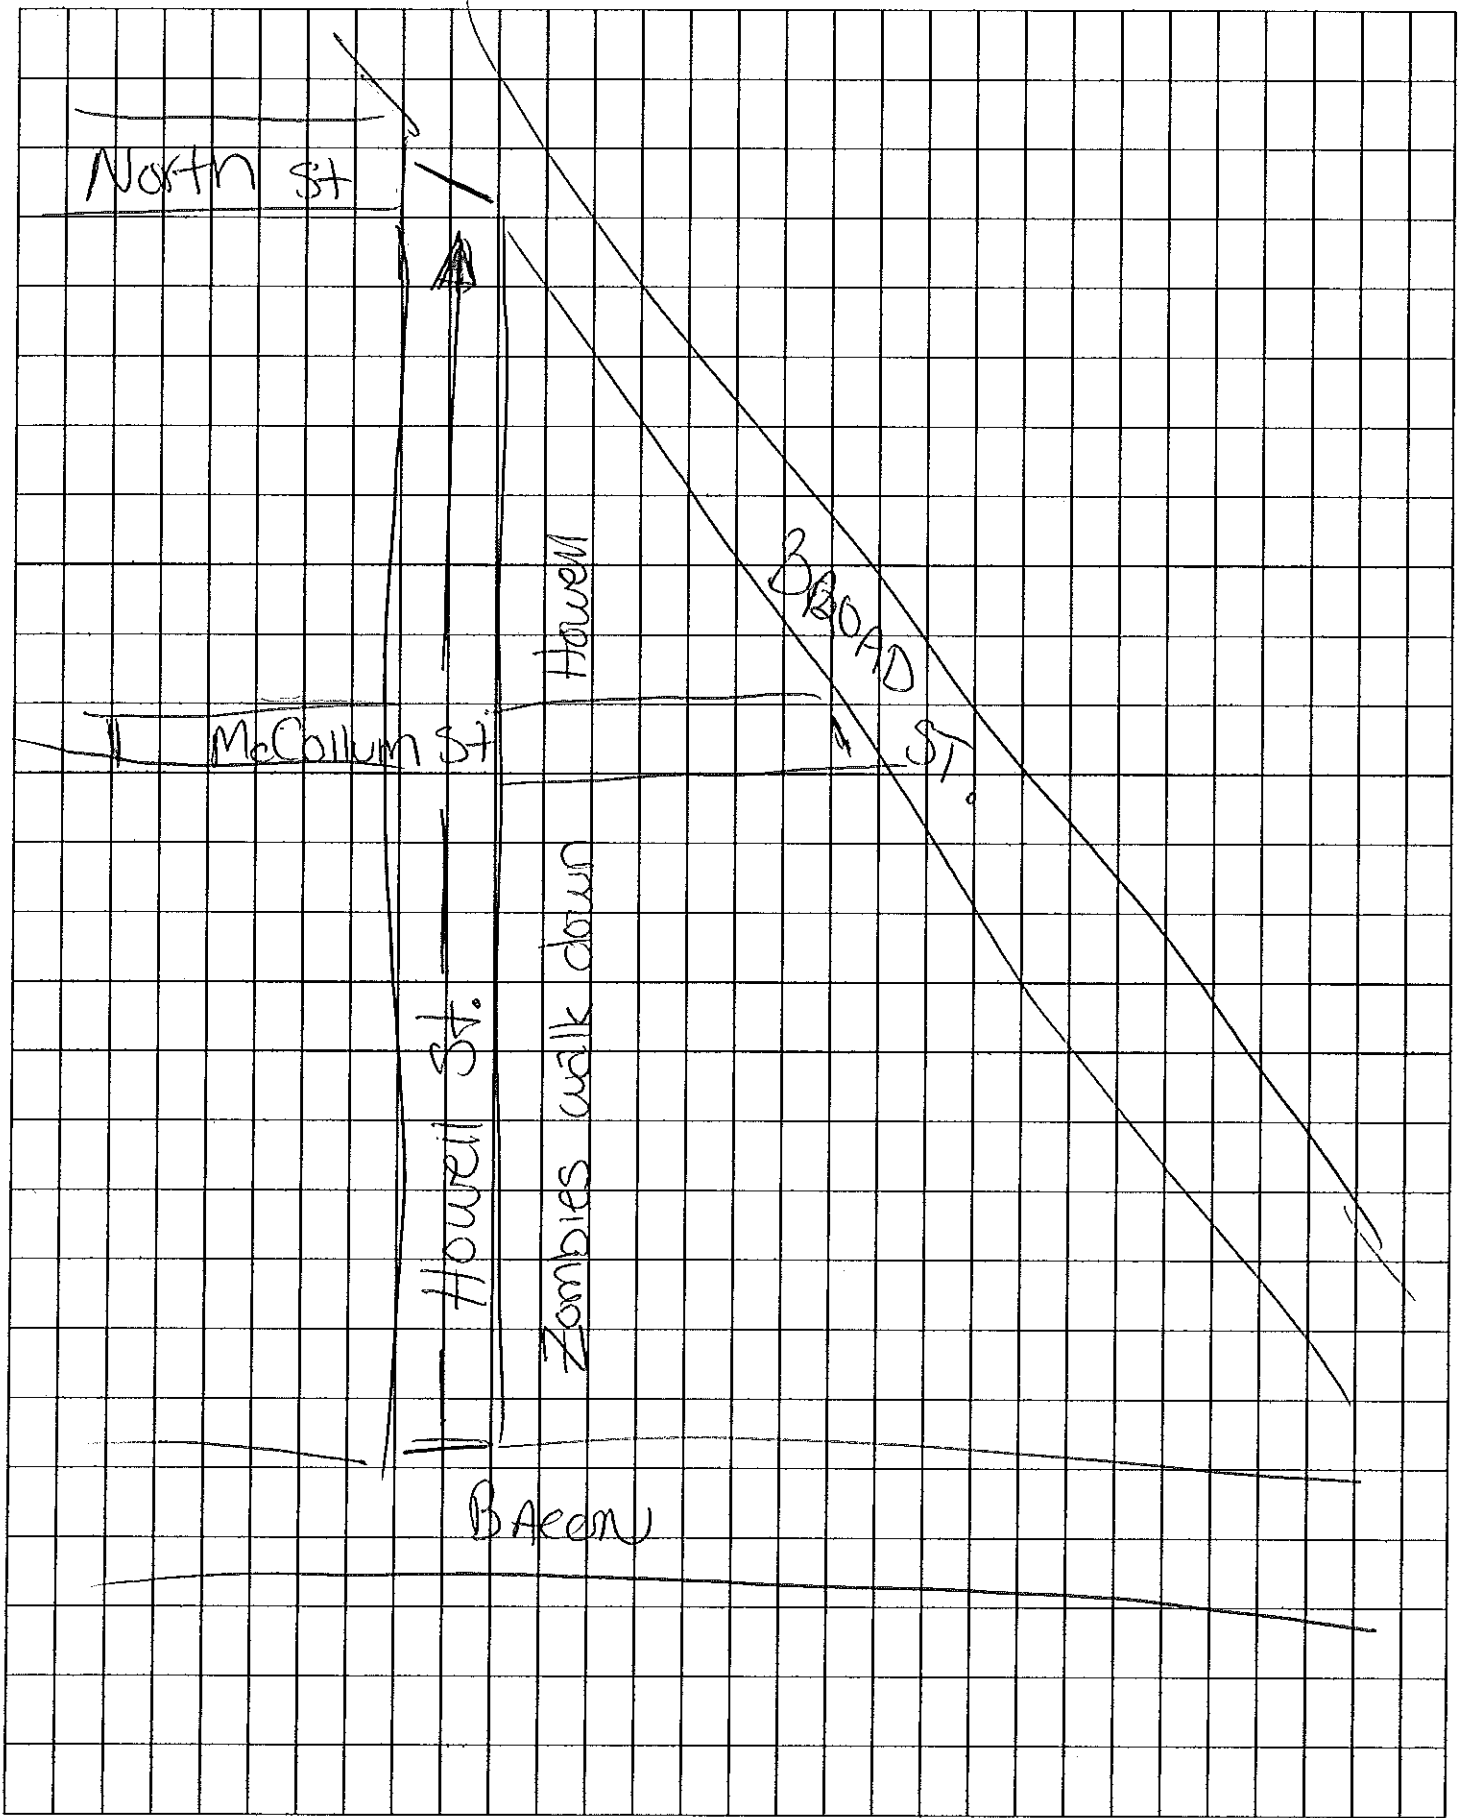 North St
BROAD
ST.
McCollum St.
Howell St.
Zombies walk down Howell
BACON